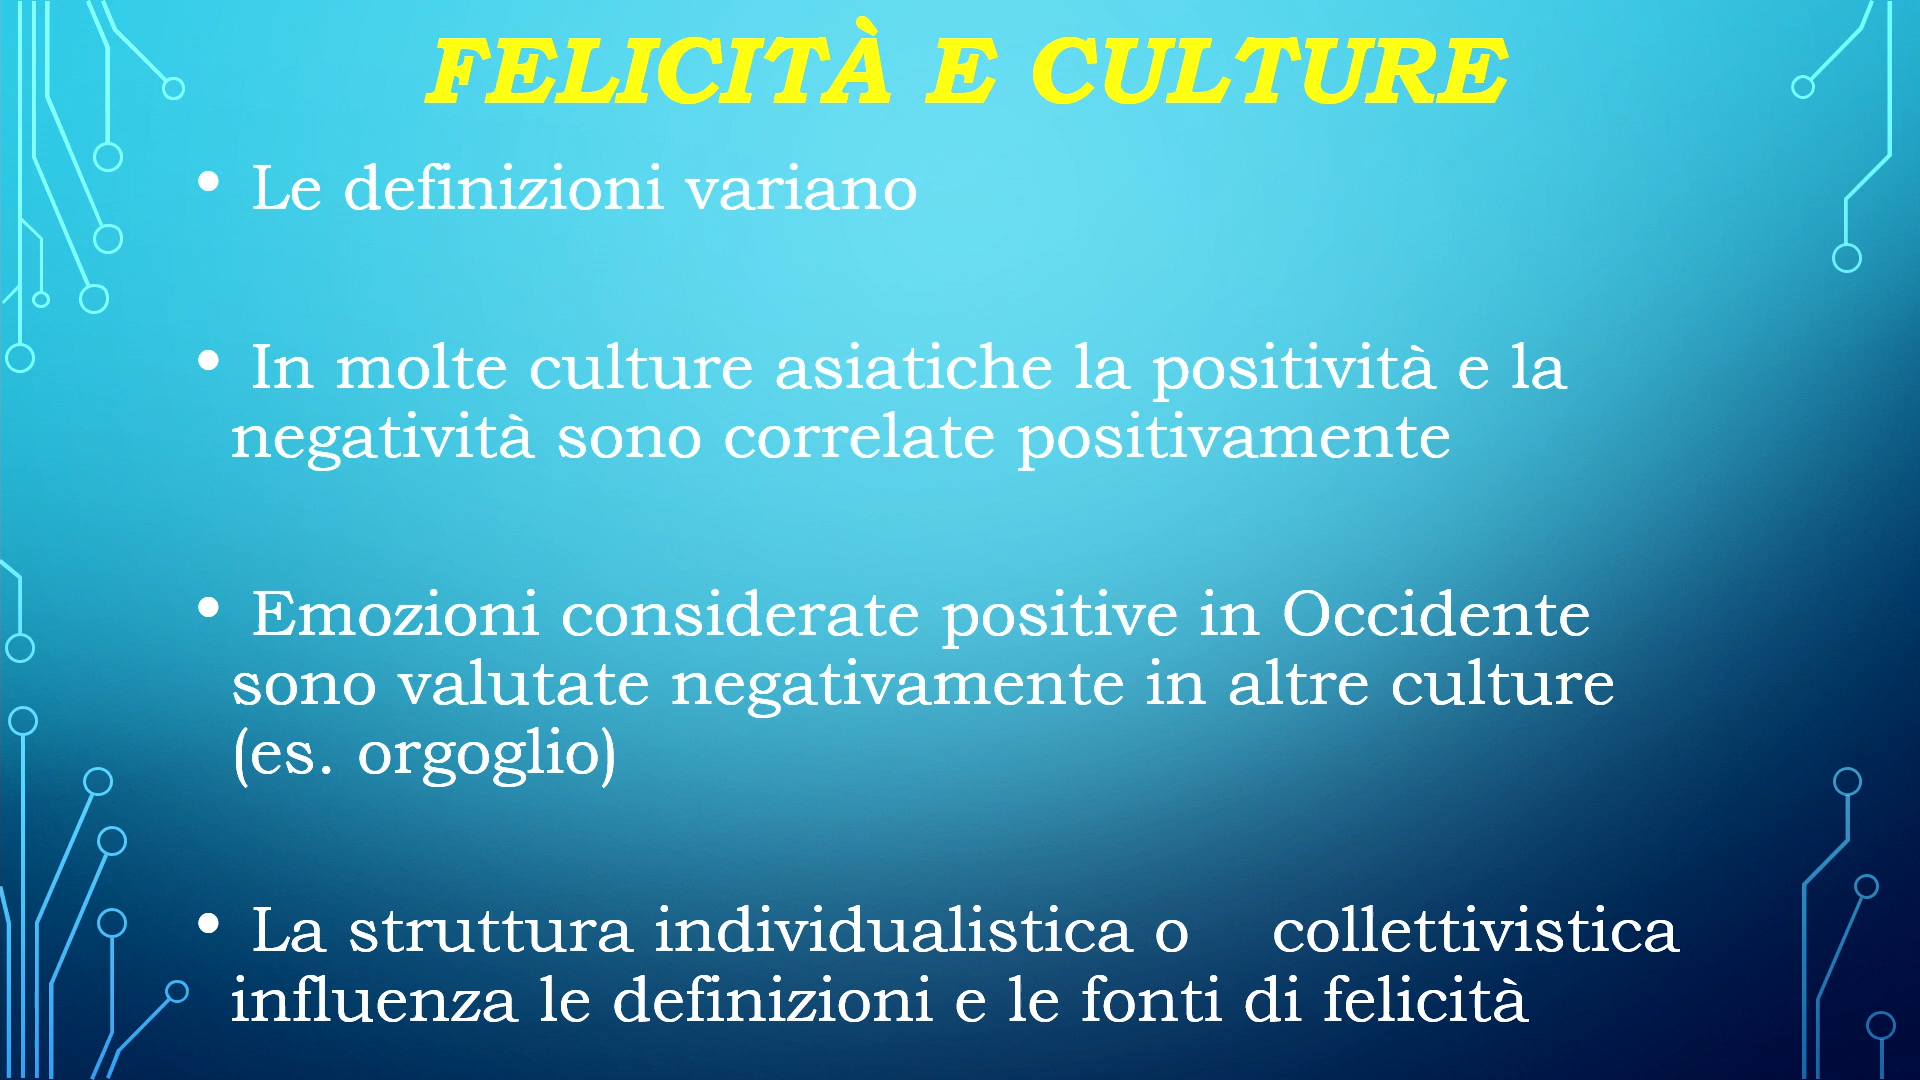 FELICITÀ E CULTURE
• Le definizioni variano
• In molte culture asiatiche la positività e la
negatività sono correlate positivamente
• Emozioni considerate positive in Occidente
sono valutate negativamente in altre culture
(es. orgoglio)
• La struttura individualistica o collettivistica
influenza le definizioni e le fonti di felicità